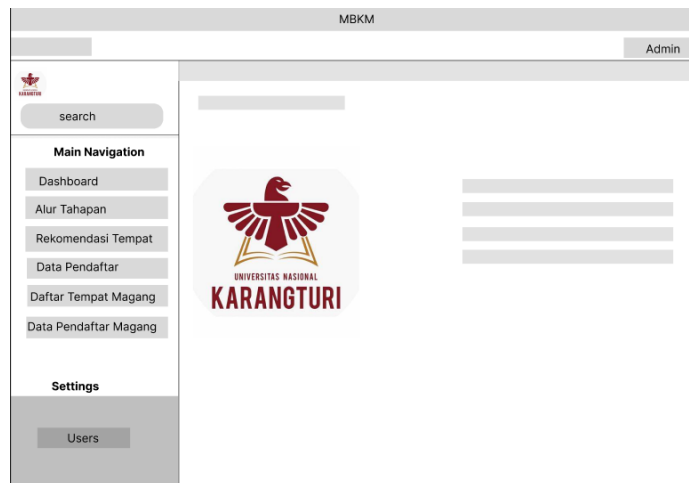 MBKM
Admin
KARANGTURI
search
Main Navigation
Dashboard
Alur Tahapan
Rekomendasi Tempat
Data Pendaftar
Daftar Tempat Magang
Data Pendaftar Magang
Settings
Users
UNIVERSITAS NASIONAL
KARANGTURI